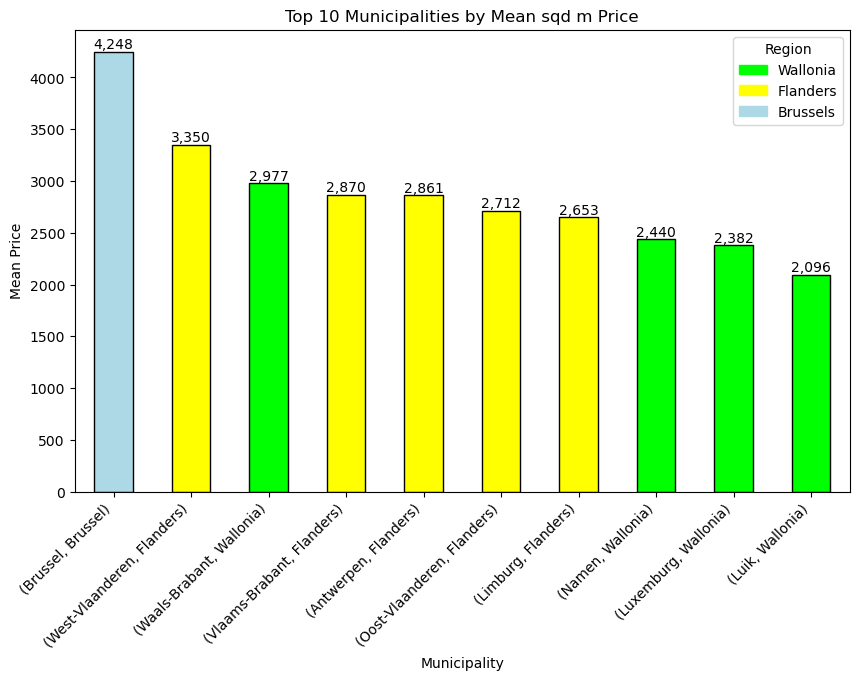 Top 10 Municipalities by Mean sqd m Price
Region
Wallonia
Flanders
Brussels
4,248
3,350
2,977
2,870
2,861
2,712
2,653
2,440
2,382
2,096
Mean Price
4000
3500
3000
2500
2000
1500
1000
500
0
(Brussel, Brussel)
(West-Vlaanderen, Flanders)
(Waals-Brabant, Wallonia)
(Vlaams-Brabant, Flanders)
(Antwerpen, Flanders)
(Oost-Vlaanderen, Flanders)
(Limburg, Flanders)
(Namen, Wallonia)
(Luxemburg, Wallonia)
(Luik, Wallonia)
Municipality